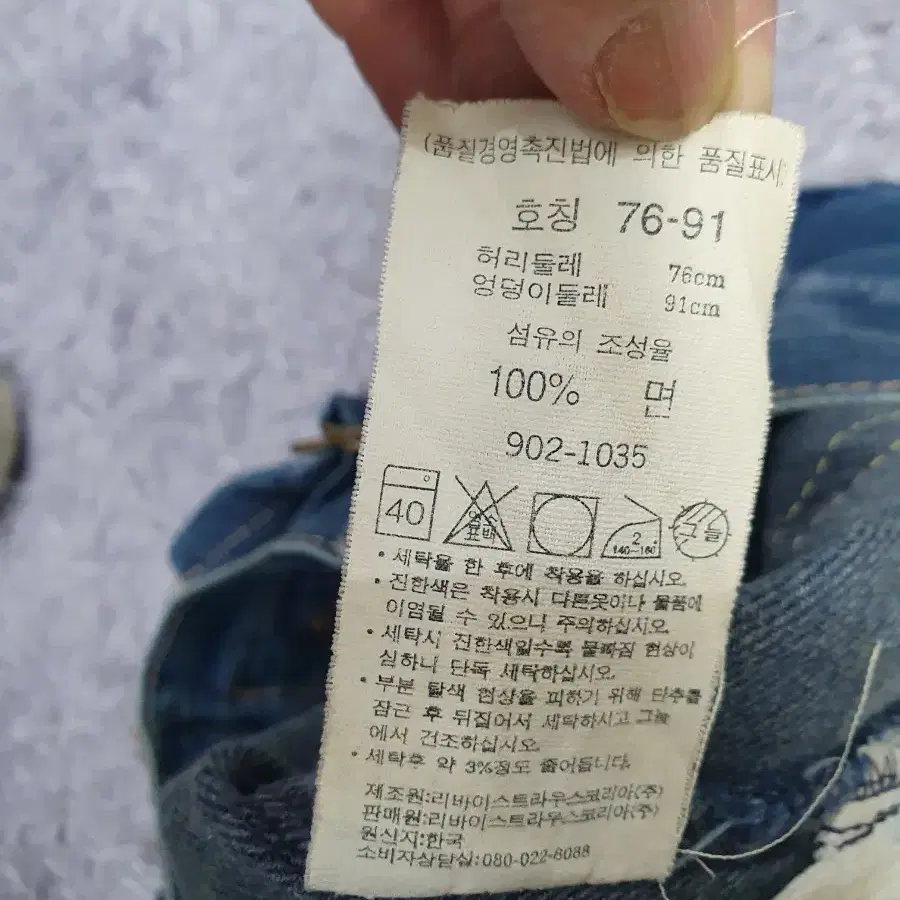 (품질경영촉진법에 의한 품질표시
호칭 76-91
허리둘레 76cm
엉덩이둘레 91cm
섬유의 조성율
100% 면
902-1035
40 염소 표백 2 140-160 그늘
• 세탁을 한 후에 착용을 하십시오.
• 진한색은 착용시 다른옷이나 물품에
이염될 수 있으니 주의하십시오.
• 세탁시 진한색일수록 물빠짐 현상이
심하니 단독 세탁하십시오.
• 부분 탈색 현상을 피하기 위해 단추를
잠근 후 뒤집어서 세탁하시고 그늘
에서 건조하십시오.
• 세탁후 약 3%정도 줄어듭니다.
제조원:리바이스트라우스코리아(주)
판매원:리바이스트라우스코리아(주)
원산지:한국
소비자상담실:080-022-6088